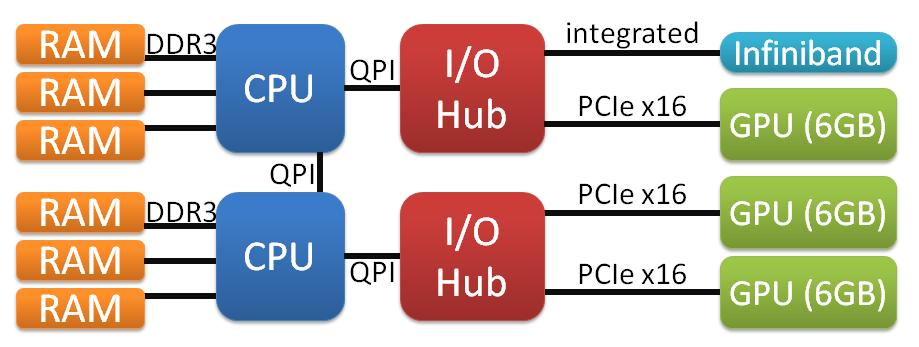 RAM
DDR3
RAM
RAM
CPU
QPI
I/O
Hub
integrated
Infiniband
PCIe x16
GPU (6GB)
QPI
RAM
DDR3
RAM
RAM
CPU
QPI
I/O
Hub
PCIe x16
GPU (6GB)
PCIe x16
GPU (6GB)